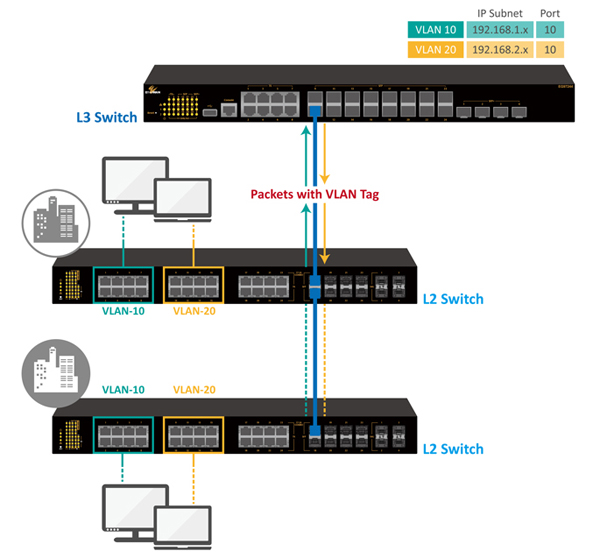 IP Subnet Port
VLAN 10 192.168.1.x 10
VLAN 20 192.168.2.x 10
L3 Switch
Packets with VLAN Tag
L2 Switch
VLAN-10 VLAN-20
VLAN-10 VLAN-20
L2 Switch